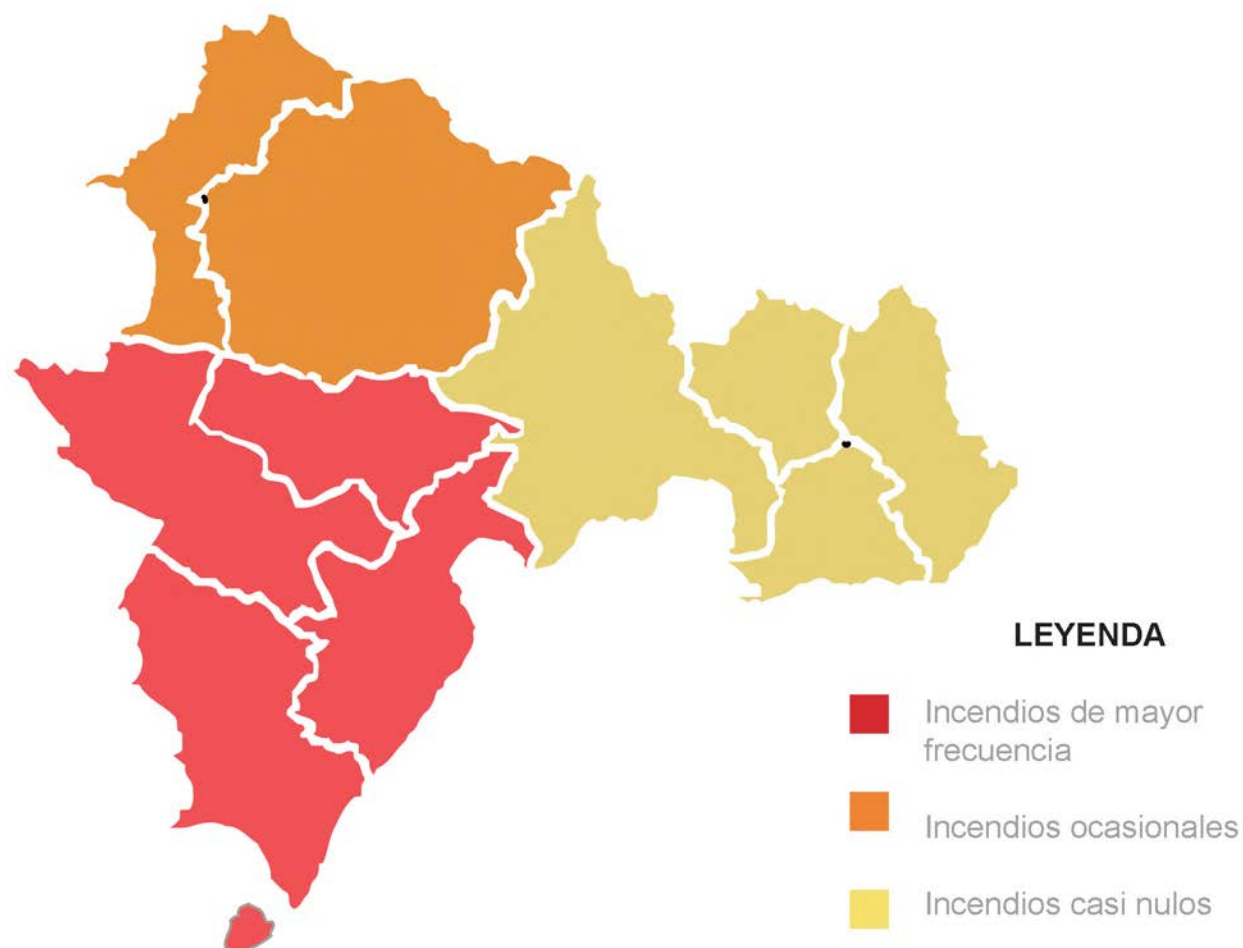 LEYENDA
Incendios de mayor
frecuencia
Incendios ocasionales
Incendios casi nulos